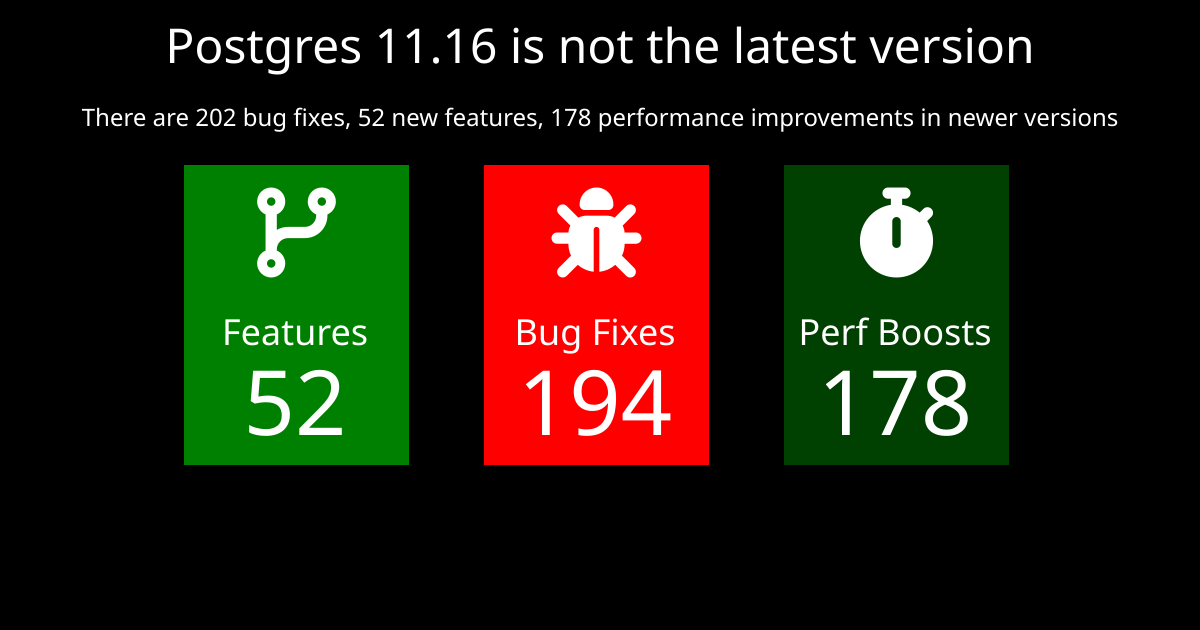 Postgres 11.16 is not the latest version
There are 202 bug fixes, 52 new features, 178 performance improvements in newer versions
Features
52
Bug Fixes
194
Perf Boosts
178